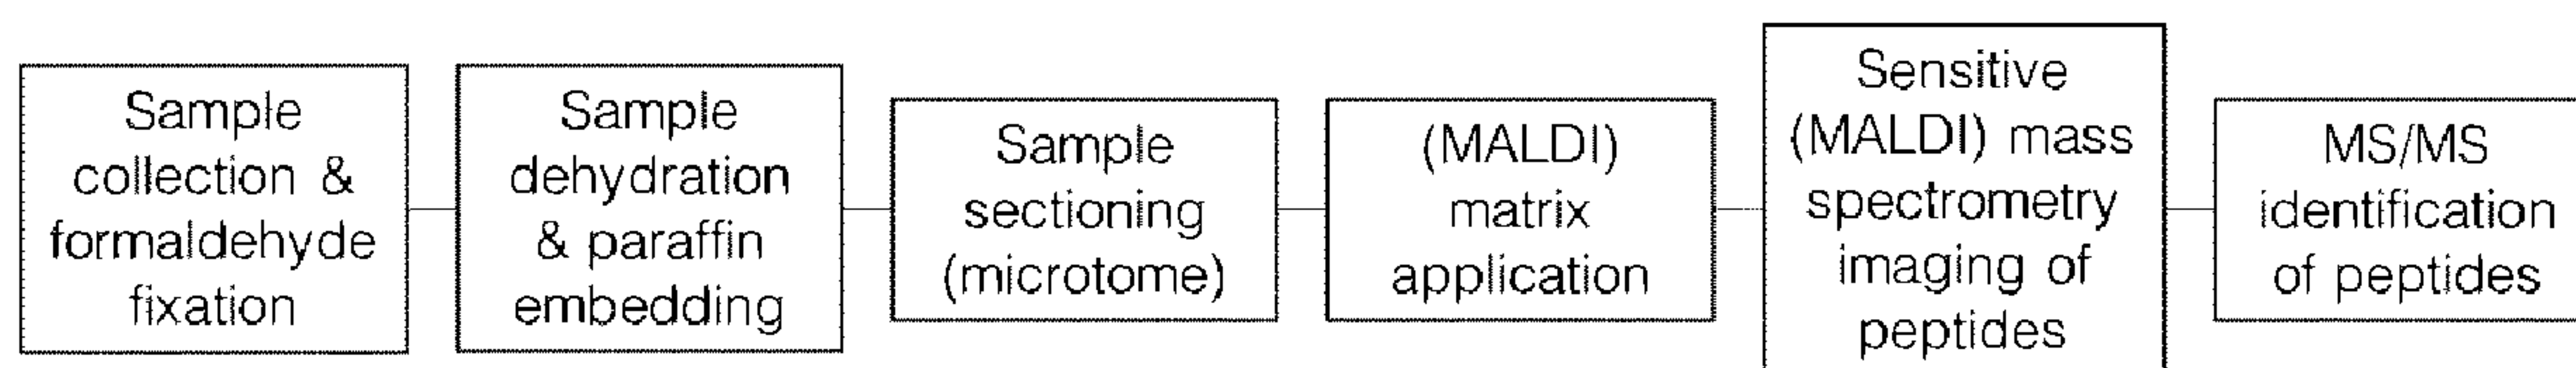 Sample
collection &
formaldehyde
fixation
Sample
dehydration
& paraffin
embedding
Sample
sectioning
(microtome)
(MALDI)
matrix
application
Sensitive
(MALDI) mass
spectrometry
imaging of
peptides
MS/MS
identification
of peptides